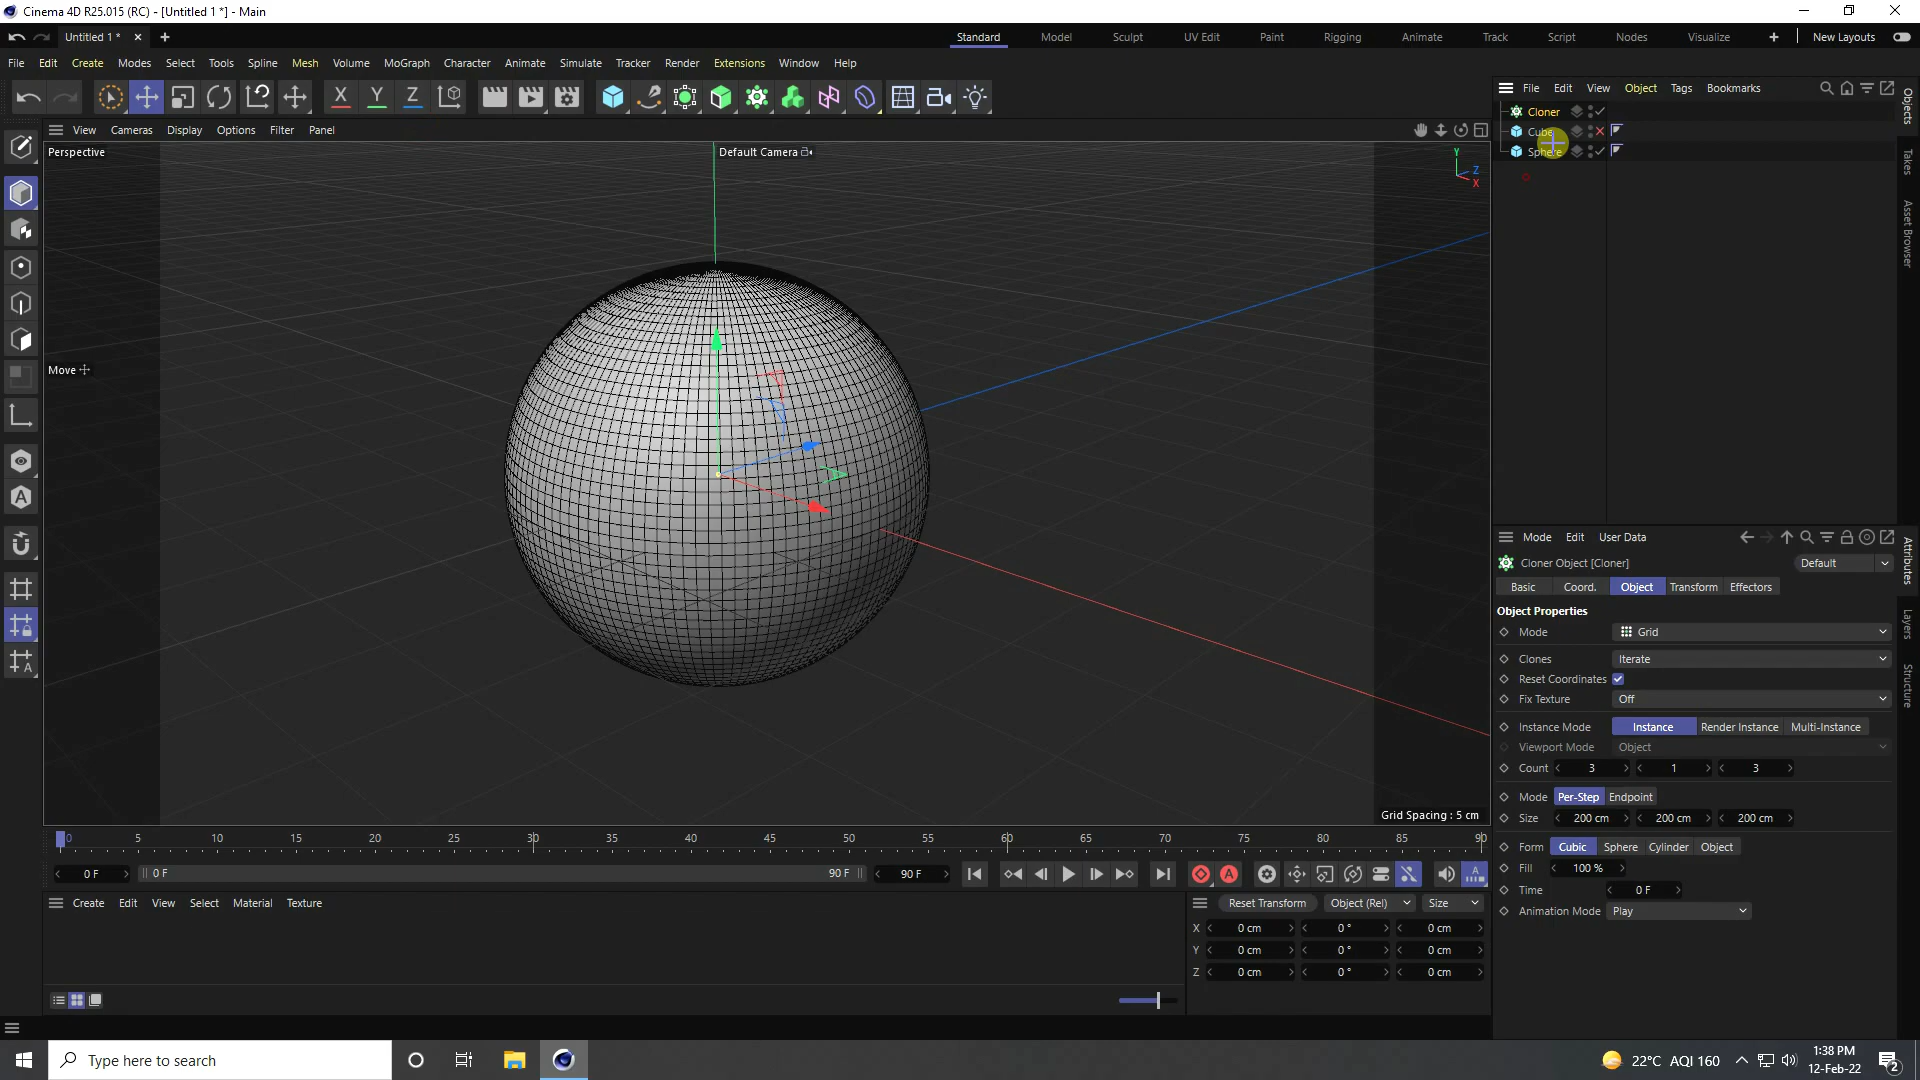 Cinema 4D R25.015 (RC) - [Untitled 1 *] - Main
Untitled 1 *
Standard Model Sculpt UV Edit Paint Rigging Animate Track Script Nodes Visualize New Layouts
File Edit Create Modes Select Tools Spline Mesh Volume MoGraph Character Animate Simulate Tracker Render Extensions Window Help
X Y Z
File Edit View Object Tags Bookmarks
View Cameras Display Options Filter Panel
Perspective
Default Camera
Y
Z
X
Move
Grid Spacing : 5 cm
Cloner
Cube
Sphere
Objects
Takes
Asset Browser
Mode Edit User Data
Cloner Object [Cloner] Default
Basic Coord. Object Transform Effectors
Object Properties
Mode Grid
Clones Iterate
Reset Coordinates
Fix Texture Off
Instance Mode Instance Render Instance Multi-Instance
Viewport Mode Object
Count 3 1 3
Mode Per-Step Endpoint
Size 200 cm 200 cm 200 cm
Form Cubic Sphere Cylinder Object
Fill 100 %
Time 0 F
Animation Mode Play
Attributes
Layers
Structure
0 5 10 15 20 25 30 35 40 45 50 55 60 65 70 75 80 85 90
0 F 0 F 90 F 90 F
Create Edit View Select Material Texture
Reset Transform Object (Rel) Size
X 0 cm 0 ° 0 cm
Y 0 cm 0 ° 0 cm
Z 0 cm 0 ° 0 cm
Type here to search
22°C AQI 160
1:38 PM
12-Feb-22
2